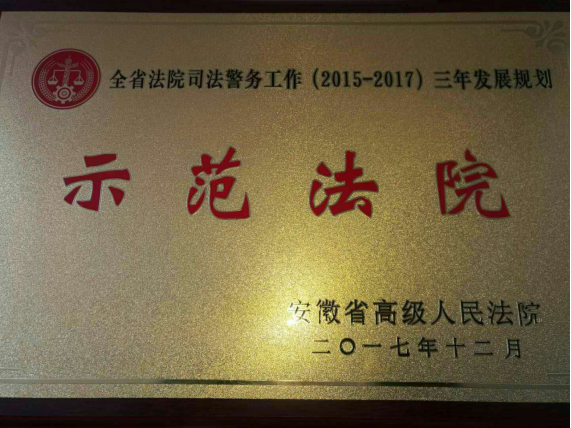 全省法院司法警务工作（2015-2017）三年发展规划
示范法院
安徽省高级人民法院
二〇一七年十二月